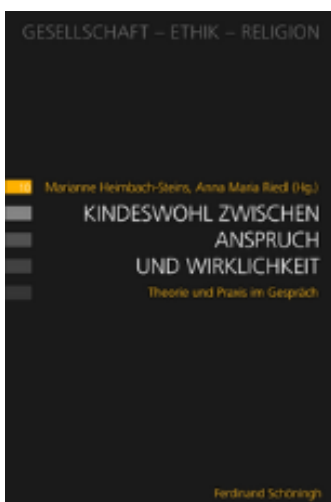 GESELLSCHAFT – ETHIK – RELIGION
Marianne Heimbach-Steins, Anna Maria Riedl (Hg.)
KINDESWOHL ZWISCHEN
ANSPRUCH
UND WIRKLICHKEIT
Theorie und Praxis im Gespräch
Ferdinand Schöningh